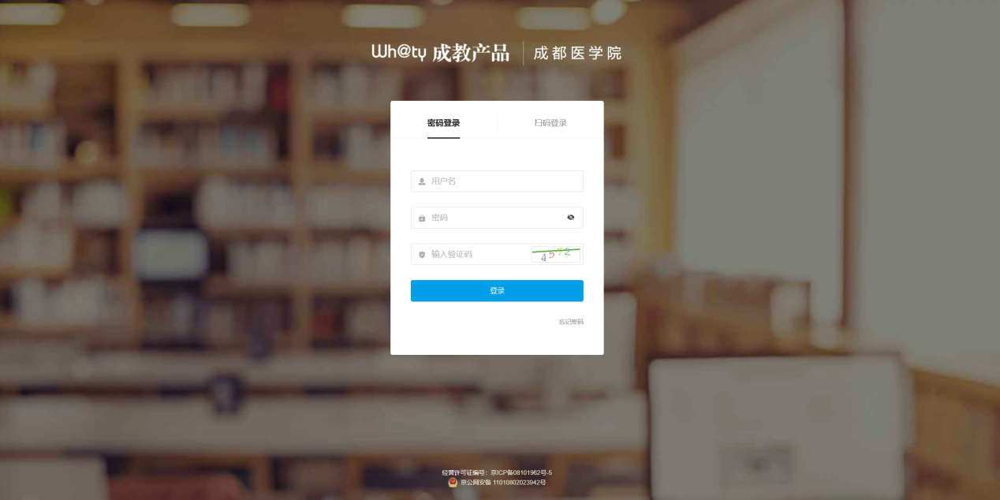 Wh@ty 成教产品 成都医学院
密码登录 扫码登录
用户名
密码
输入验证码 4572
登录
忘记密码
经营许可证编号：京ICP备08101962号-5
京公网安备 11010802023942号